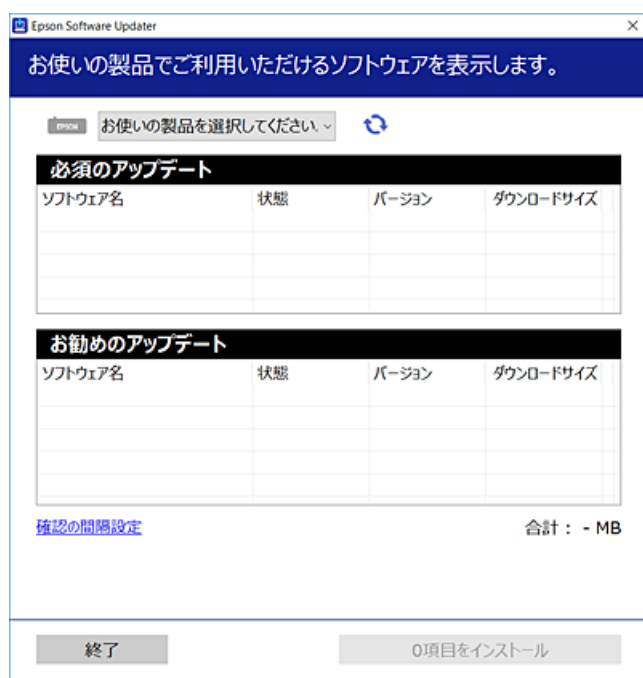 Epson Software Updater
お使いの製品でご利用いただけるソフトウェアを表示します。
EPSON お使いの製品を選択してください.
必須のアップデート
ソフトウェア名 状態 バージョン ダウンロードサイズ
お勧めのアップデート
ソフトウェア名 状態 バージョン ダウンロードサイズ
確認の間隔設定 合計： - MB
終了 0項目をインストール